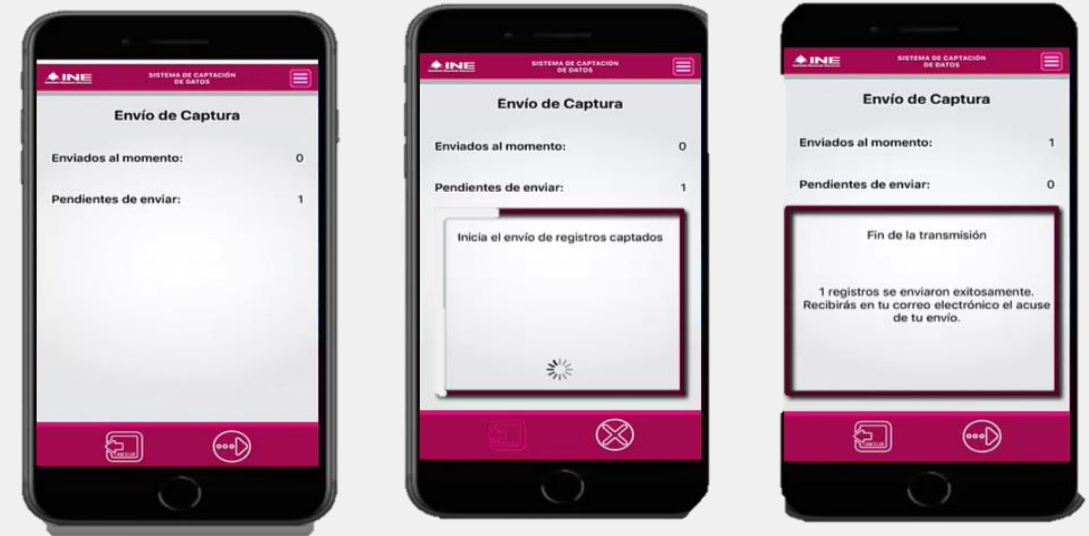 INE
SISTEMA DE CAPTACIÓN
DE DATOS
Envío de Captura
Enviados al momento: 0
Pendientes de enviar: 1
INE
SISTEMA DE CAPTACIÓN
DE DATOS
Envío de Captura
Enviados al momento: 0
Pendientes de enviar: 1
Inicia el envío de registros captados
INE
SISTEMA DE CAPTACIÓN
DE DATOS
Envío de Captura
Enviados al momento: 1
Pendientes de enviar: 0
Fin de la transmisión
1 registros se enviaron exitosamente.
Recibirás en tu correo electrónico el acuse
de tu envío.